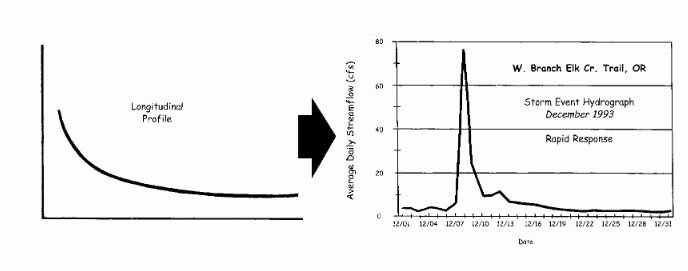 Longitudinal
Profile
Average Daily Streamflow (cfs)
80
60
40
20
0
W. Branch Elk Cr. Trail, OR
Storm Event Hydrograph
December 1993
Rapid Response
12/01 12/04 12/07 12/10 12/13 12/16 12/19 12/22 12/25 12/28 12/31
Date